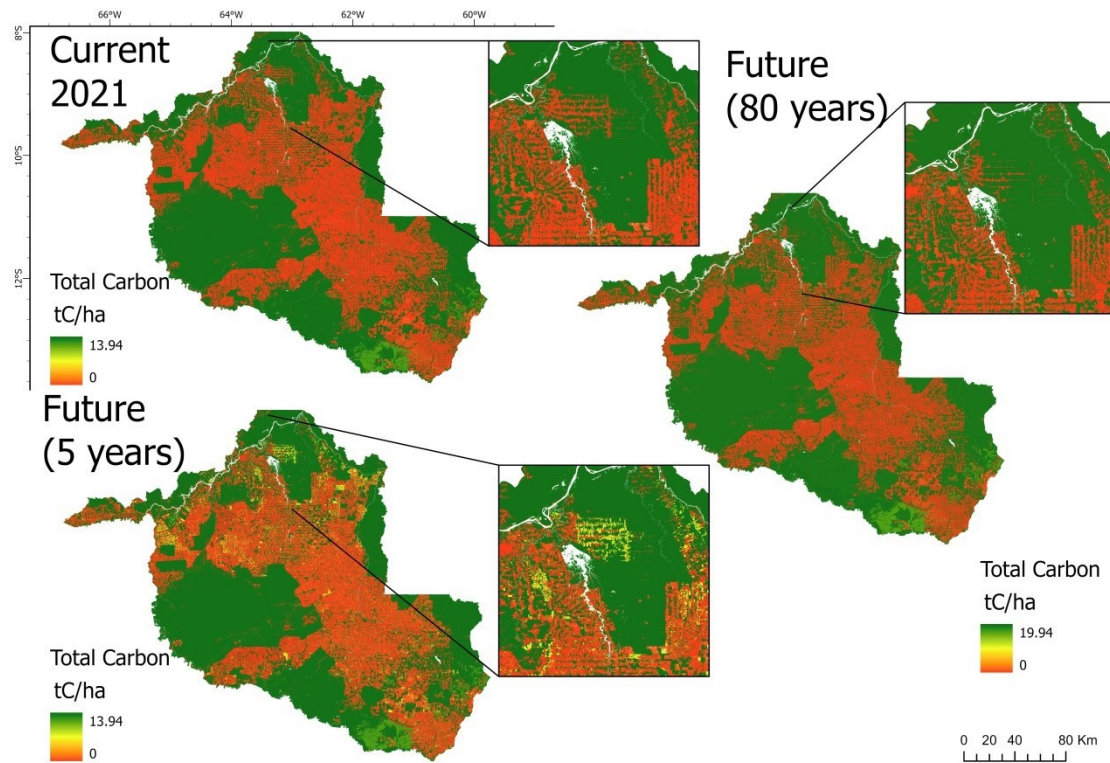 66°W 64°W 62°W 60°W
8°S
10°S
12°S
Current
2021
Total Carbon
tC/ha
13.94
0
Future
(80 years)
Future
(5 years)
Total Carbon
tC/ha
13.94
0
Total Carbon
tC/ha
19.94
0
0 20 40 80 Km